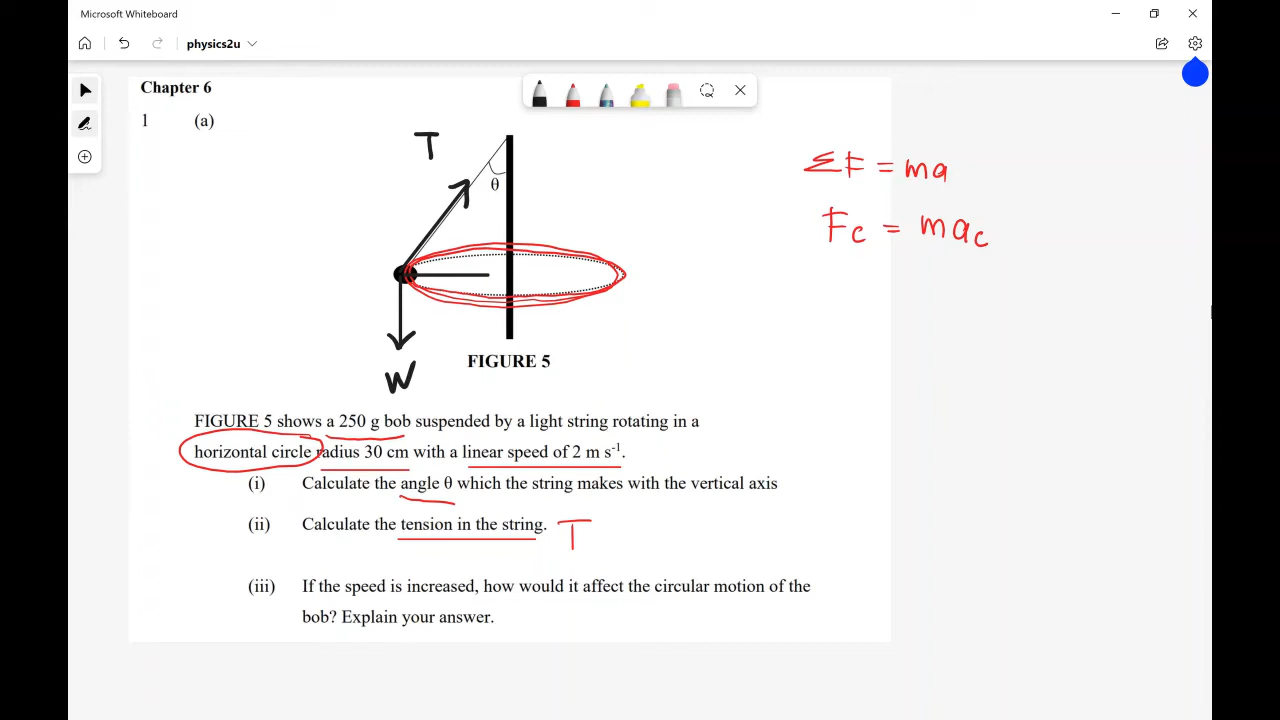 Microsoft Whiteboard
physics2u
Chapter 6
1 (a)
T
θ
ΣF = ma
Fc = mac
W
FIGURE 5
FIGURE 5 shows a 250 g bob suspended by a light string rotating in a
horizontal circle radius 30 cm with a linear speed of 2 m s⁻¹.
(i) Calculate the angle θ which the string makes with the vertical axis
(ii) Calculate the tension in the string. T
(iii) If the speed is increased, how would it affect the circular motion of the
bob? Explain your answer.